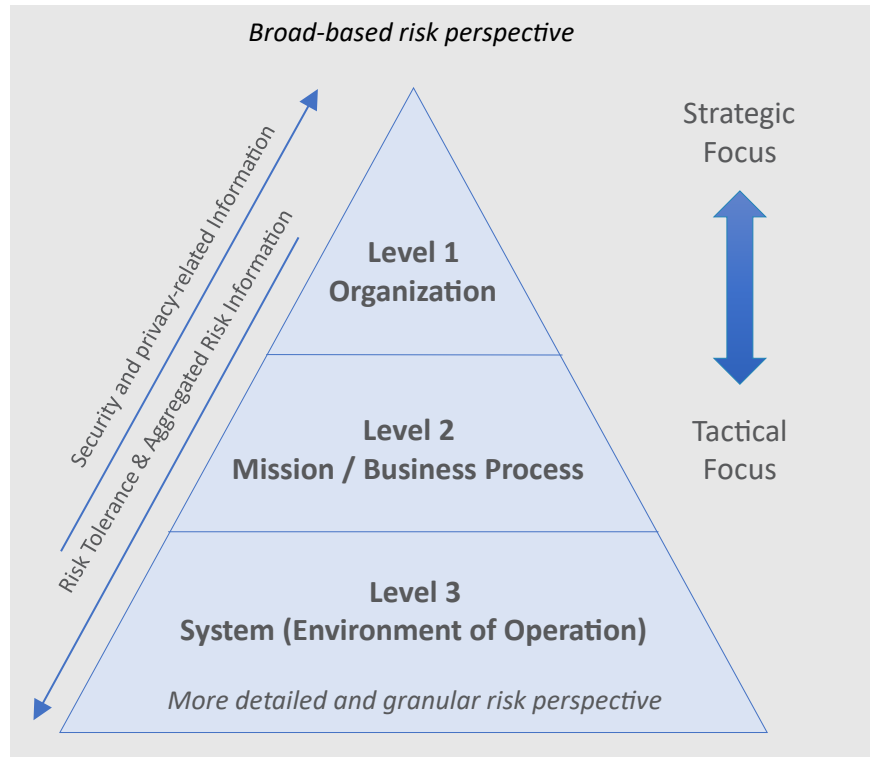 Broad-based risk perspective
Security and privacy-related Information
Risk Tolerance & Aggregated Risk Information
Level 1
Organization
Level 2
Mission / Business Process
Level 3
System (Environment of Operation)
More detailed and granular risk perspective
Strategic
Focus
Tactical
Focus